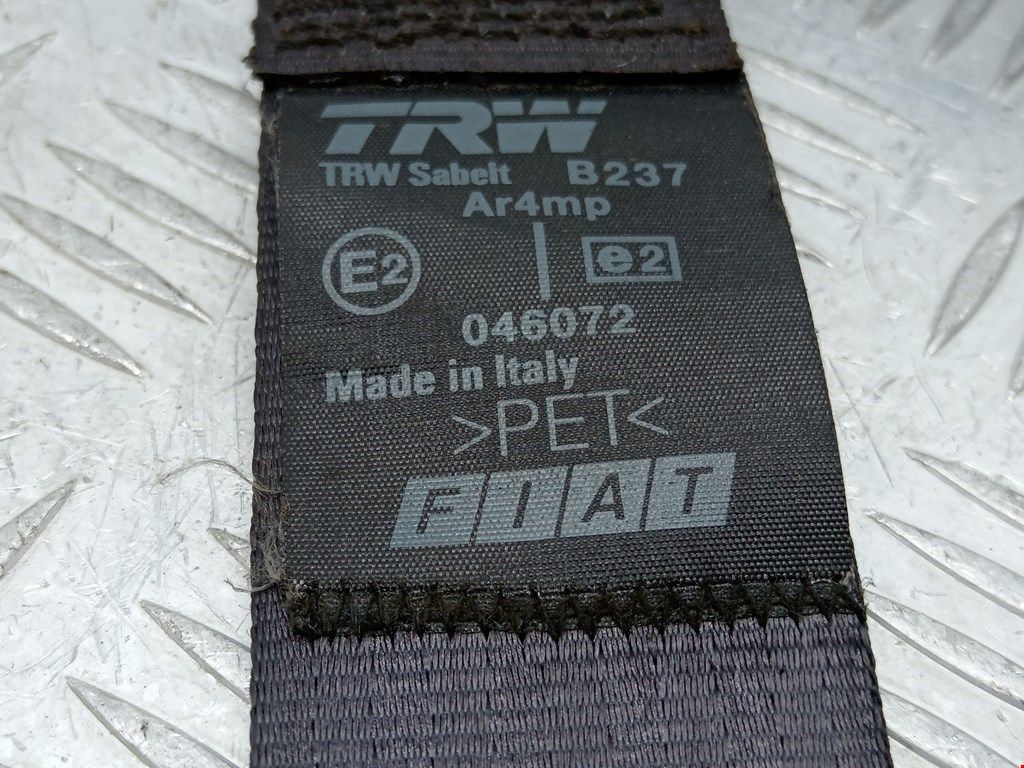 TRW
TRW Sabelt B237
Ar4mp
E2 e2
046072
Made in Italy
>PET<
FIAT